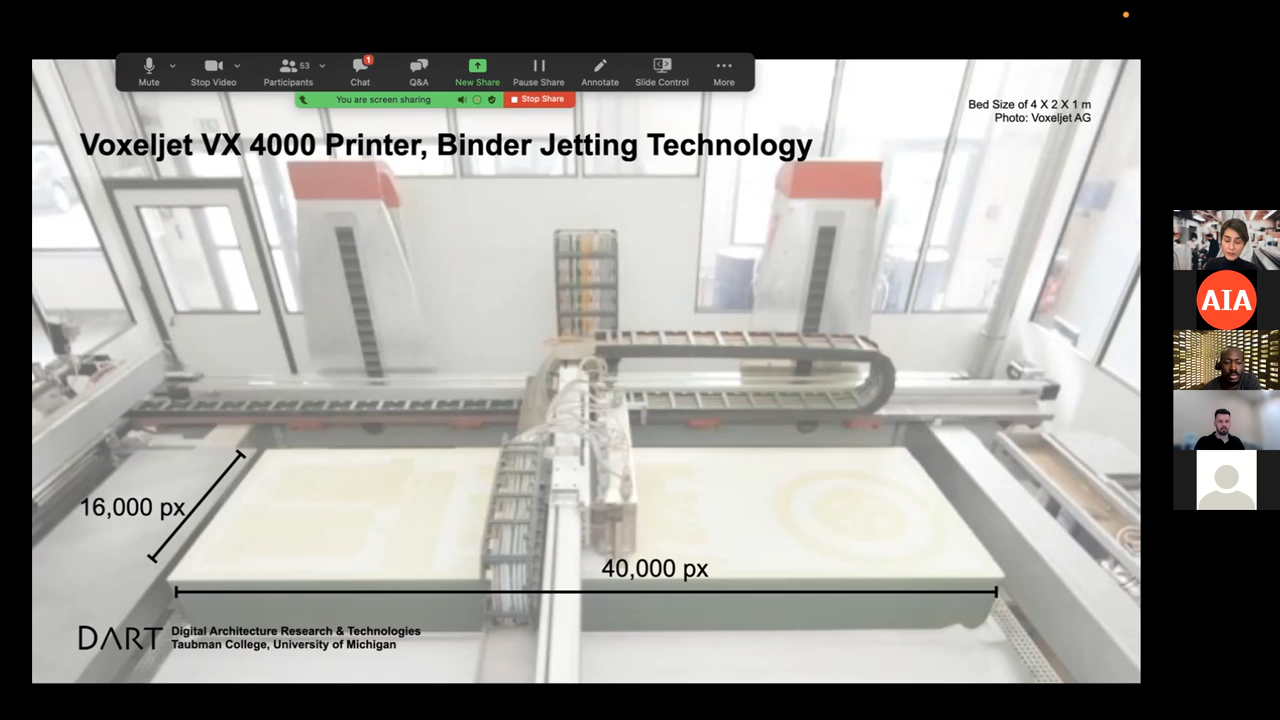 53
1
Mute
Stop Video
Participants
Chat
Q&A
New Share
Pause Share
Annotate
Slide Control
More
You are screen sharing
Stop Share
Bed Size of 4 X 2 X 1 m
Photo: Voxeljet AG
Voxeljet VX 4000 Printer, Binder Jetting Technology
AIA
16,000 px
40,000 px
DART
Digital Architecture Research & Technologies
Taubman College, University of Michigan